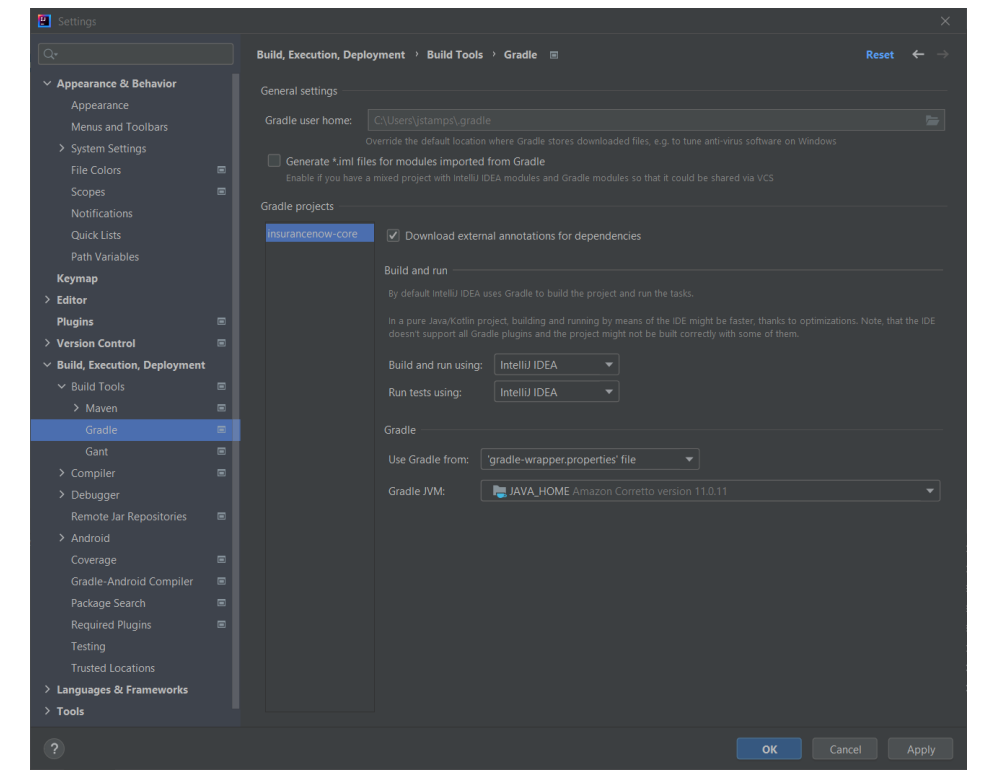 Settings
Build, Execution, Deployment › Build Tools › Gradle
Reset
Appearance & Behavior
Appearance
Menus and Toolbars
System Settings
File Colors
Scopes
Notifications
Quick Lists
Path Variables
Keymap
Editor
Plugins
Version Control
Build, Execution, Deployment
Build Tools
Maven
Gradle
Gant
Compiler
Debugger
Remote Jar Repositories
Android
Coverage
Gradle-Android Compiler
Package Search
Required Plugins
Testing
Trusted Locations
Languages & Frameworks
Tools
General settings
Gradle user home: C:\Users\jstamps\.gradle
Override the default location where Gradle stores downloaded files, e.g. to tune anti-virus software on Windows
Generate *.iml files for modules imported from Gradle
Enable if you have a mixed project with IntelliJ IDEA modules and Gradle modules so that it could be shared via VCS
Gradle projects
insurancenow-core
Download external annotations for dependencies
Build and run
By default IntelliJ IDEA uses Gradle to build the project and run the tasks.
In a pure Java/Kotlin project, building and running by means of the IDE might be faster, thanks to optimizations. Note, that the IDE
doesn't support all Gradle plugins and the project might not be built correctly with some of them.
Build and run using: IntelliJ IDEA
Run tests using: IntelliJ IDEA
Gradle
Use Gradle from: 'gradle-wrapper.properties' file
Gradle JVM: JAVA_HOME Amazon Corretto version 11.0.11
?
OK
Cancel
Apply